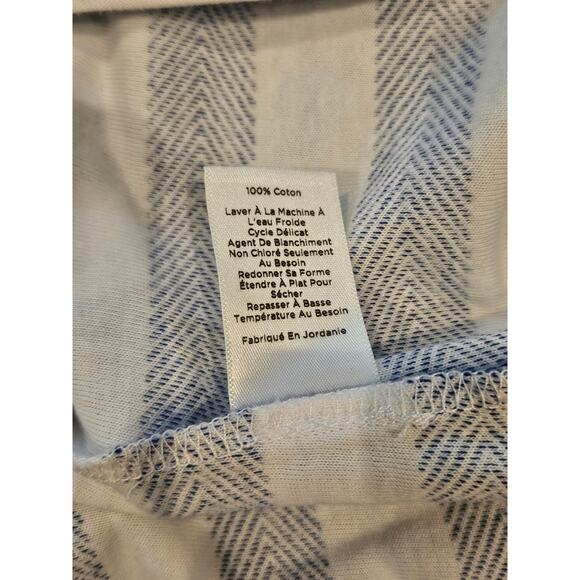 100% Coton
Laver À La Machine À
L'eau Froide
Cycle Délicat
Agent De Blanchiment
Non Chloré Seulement
Au Besoin
Redonner Sa Forme
Étendre À Plat Pour
Sécher
Repasser À Basse
Température Au Besoin
Fabriqué En Jordanie